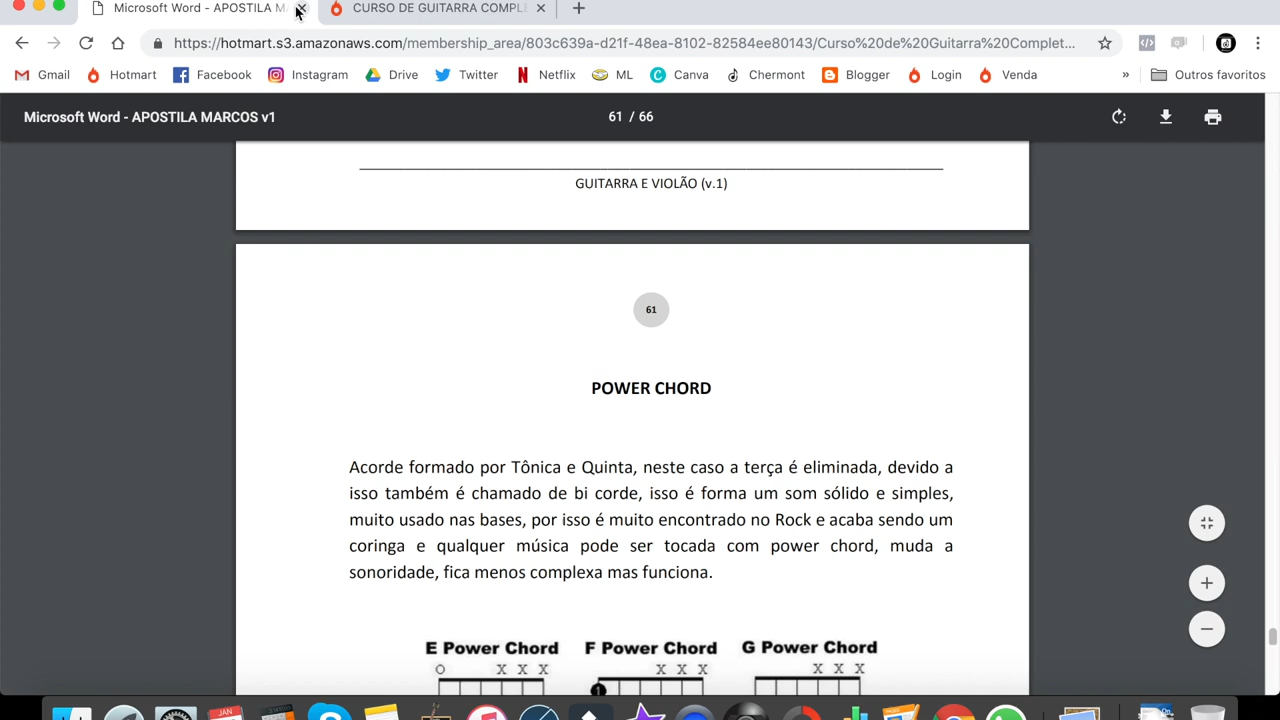 Microsoft Word - APOSTILA MA
CURSO DE GUITARRA COMPLE
https://hotmart.s3.amazonaws.com/membership_area/803c639a-d21f-48ea-8102-82584ee80143/Curso%20de%20Guitarra%20Complet...
Gmail Hotmart Facebook Instagram Drive Twitter Netflix ML Canva Chermont Blogger Login Venda » Outros favoritos
Microsoft Word - APOSTILA MARCOS v1
61 / 66
GUITARRA E VIOLÃO (v.1)
61
POWER CHORD
Acorde formado por Tônica e Quinta, neste caso a terça é eliminada, devido a
isso também é chamado de bi corde, isso é forma um som sólido e simples,
muito usado nas bases, por isso é muito encontrado no Rock e acaba sendo um
coringa e qualquer música pode ser tocada com power chord, muda a
sonoridade, fica menos complexa mas funciona.
E Power Chord F Power Chord G Power Chord
O X X X X X X X X X
1
JAN